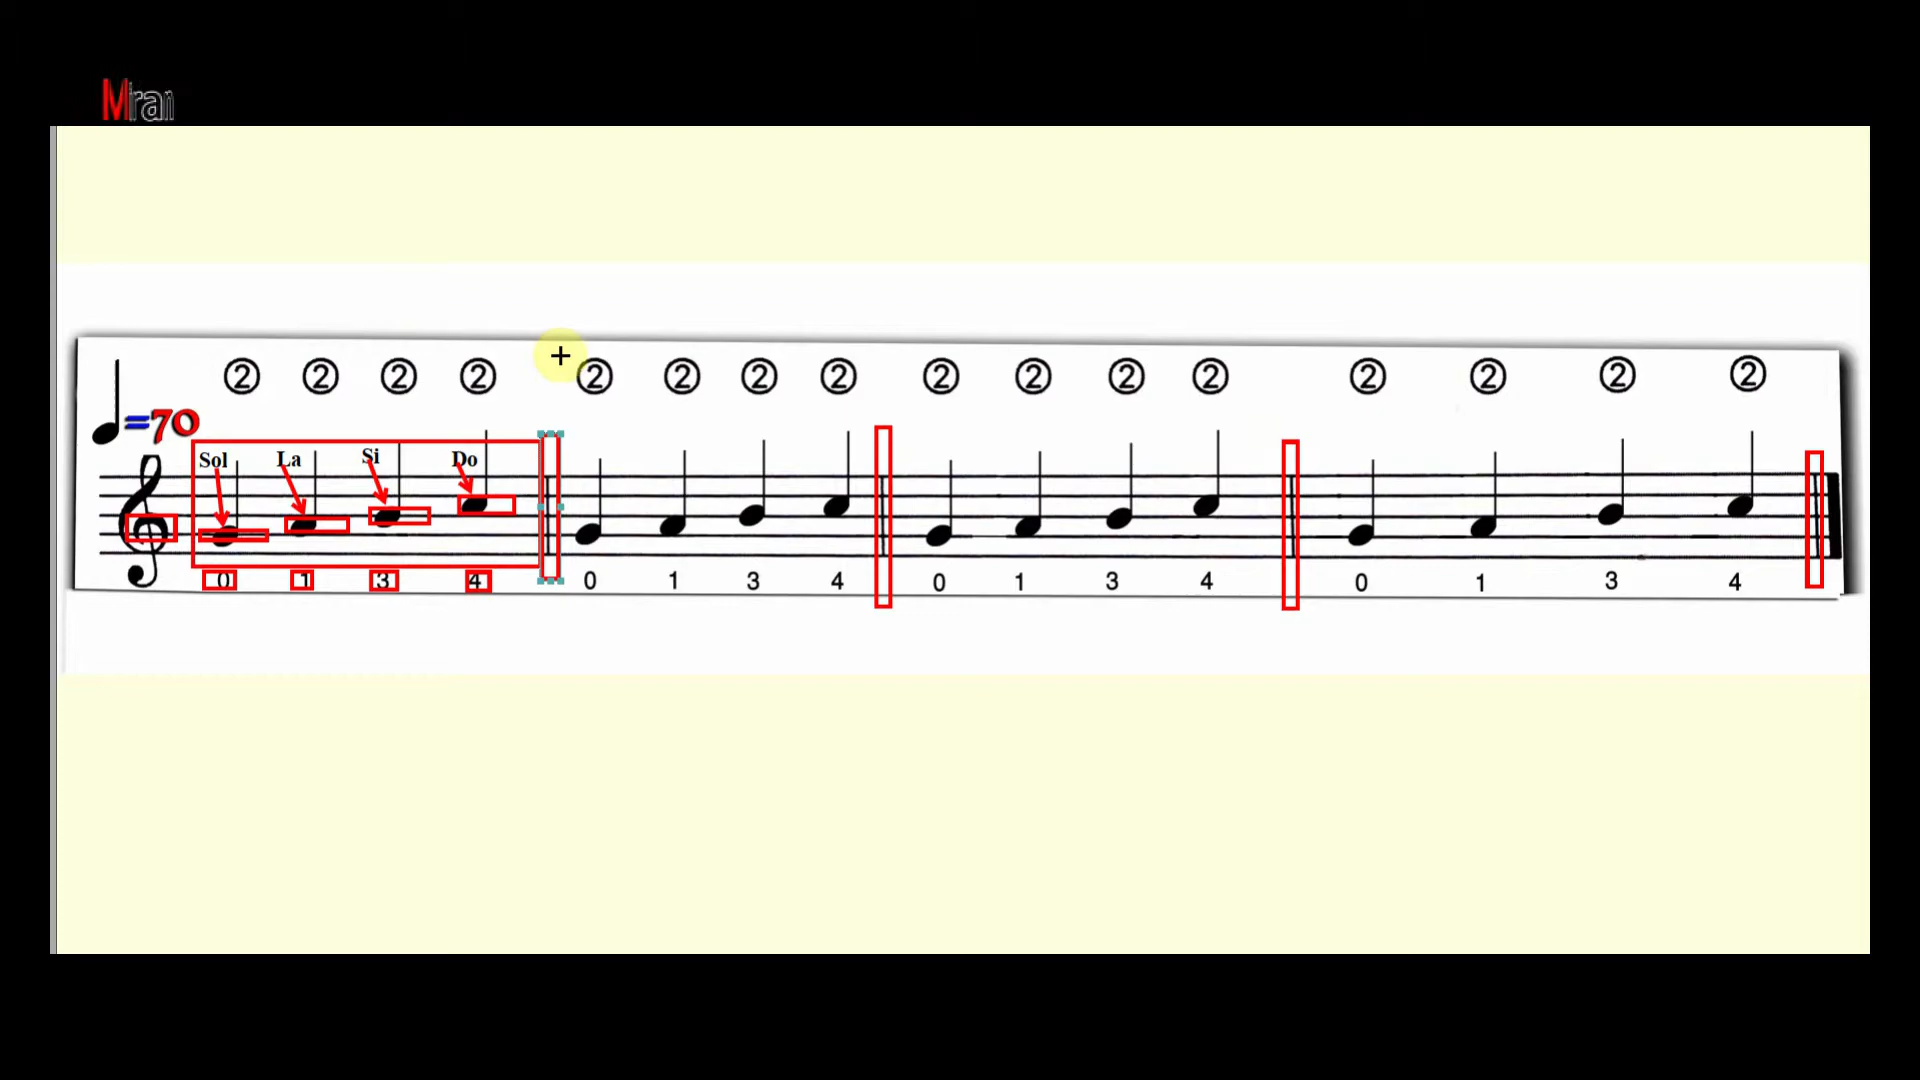 Miran
② ② ② ② ② ② ② ② ② ② ② ② ② ② ② ②
=70
Sol La Si Do
0 1 3 4 0 1 3 4 0 1 3 4 0 1 3 4